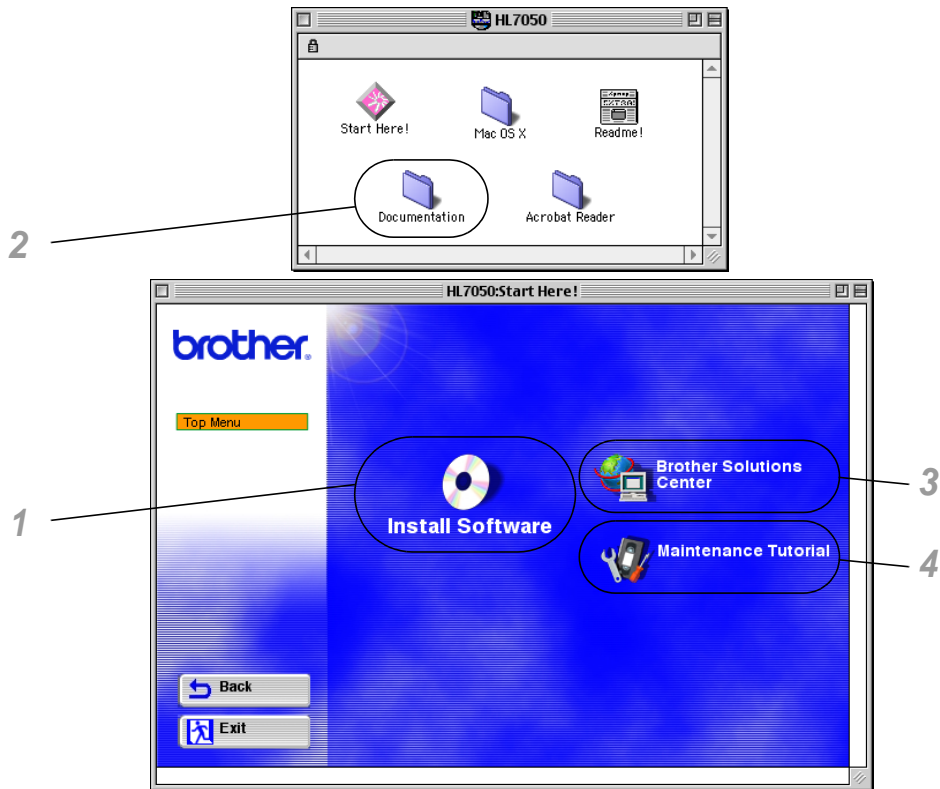 HL7050
Start Here!
Mac OS X
Readme!
Documentation
Acrobat Reader
2
HL7050:Start Here!
brother®
Top Menu
Install Software
Brother Solutions
Center
Maintenance Tutorial
1
3
4
Back
Exit